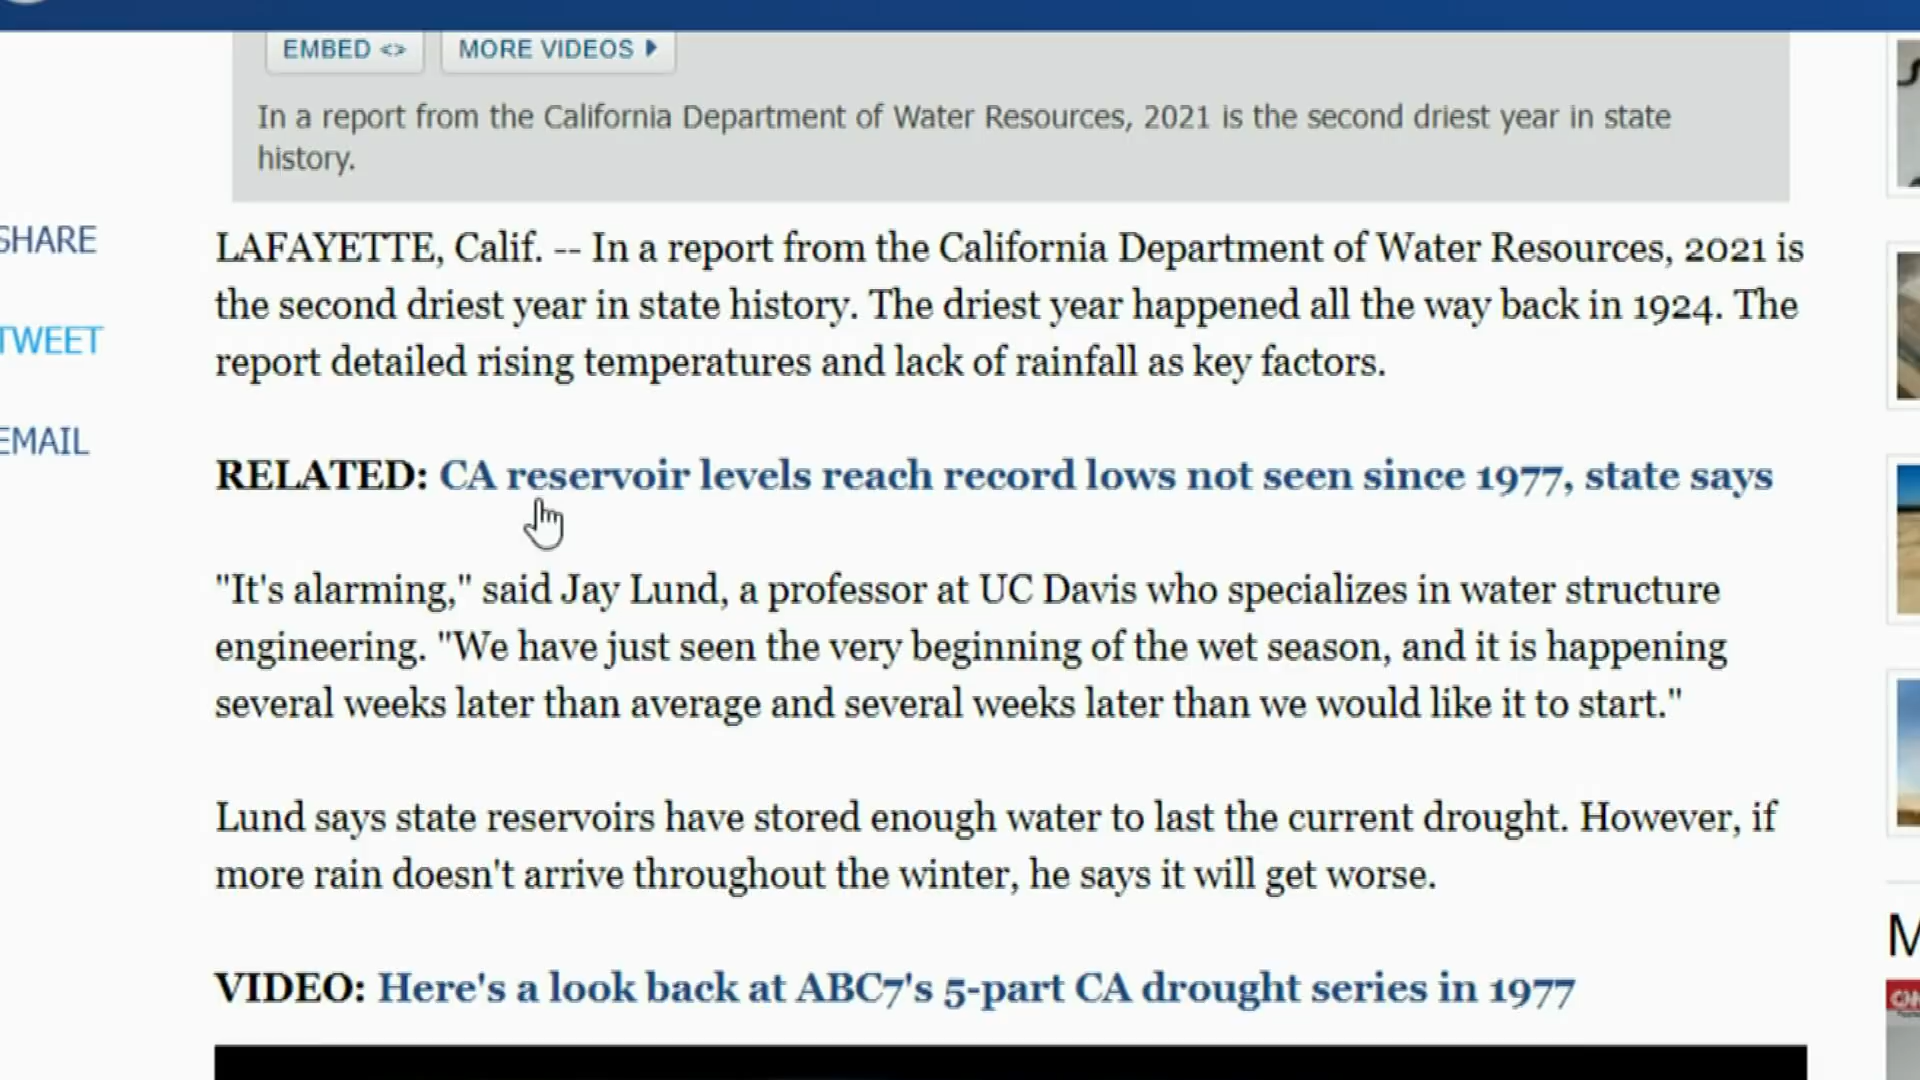 EMBED <> MORE VIDEOS
In a report from the California Department of Water Resources, 2021 is the second driest year in state
history.
SHARE
TWEET
EMAIL
LAFAYETTE, Calif. -- In a report from the California Department of Water Resources, 2021 is
the second driest year in state history. The driest year happened all the way back in 1924. The
report detailed rising temperatures and lack of rainfall as key factors.
RELATED: CA reservoir levels reach record lows not seen since 1977, state says
"It's alarming," said Jay Lund, a professor at UC Davis who specializes in water structure
engineering. "We have just seen the very beginning of the wet season, and it is happening
several weeks later than average and several weeks later than we would like it to start."
Lund says state reservoirs have stored enough water to last the current drought. However, if
more rain doesn't arrive throughout the winter, he says it will get worse.
VIDEO: Here's a look back at ABC7's 5-part CA drought series in 1977